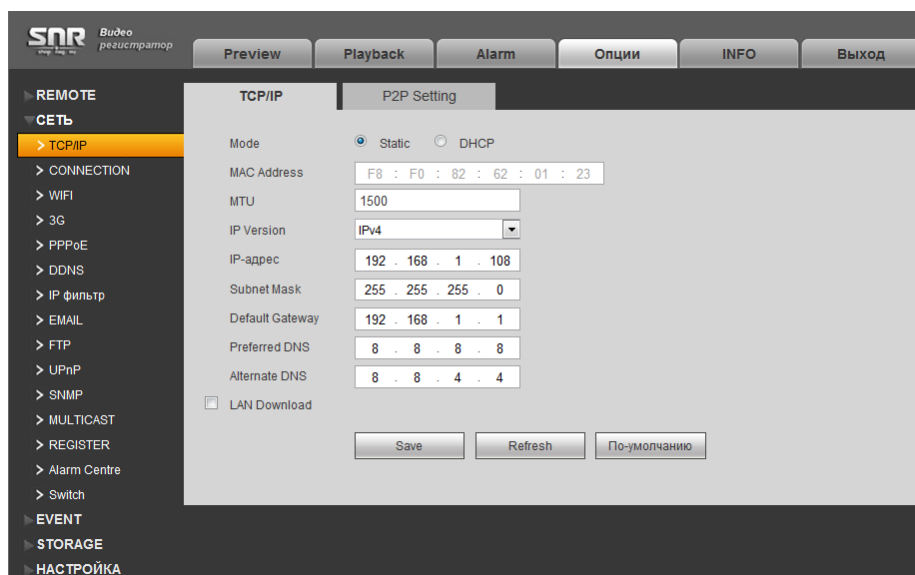 SNR
Видео
регистратор
shop.nag.ru
Preview Playback Alarm Опции INFO Выход
REMOTE
СЕТЬ
> TCP/IP
> CONNECTION
> WIFI
> 3G
> PPPoE
> DDNS
> IP фильтр
> EMAIL
> FTP
> UPnP
> SNMP
> MULTICAST
> REGISTER
> Alarm Centre
> Switch
EVENT
STORAGE
НАСТРОЙКА
TCP/IP P2P Setting
Mode Static DHCP
MAC Address F8 : F0 : 82 : 62 : 01 : 23
MTU 1500
IP Version IPv4
IP-адрес 192 . 168 . 1 . 108
Subnet Mask 255 . 255 . 255 . 0
Default Gateway 192 . 168 . 1 . 1
Preferred DNS 8 . 8 . 8 . 8
Alternate DNS 8 . 8 . 4 . 4
LAN Download
Save Refresh По-умолчанию